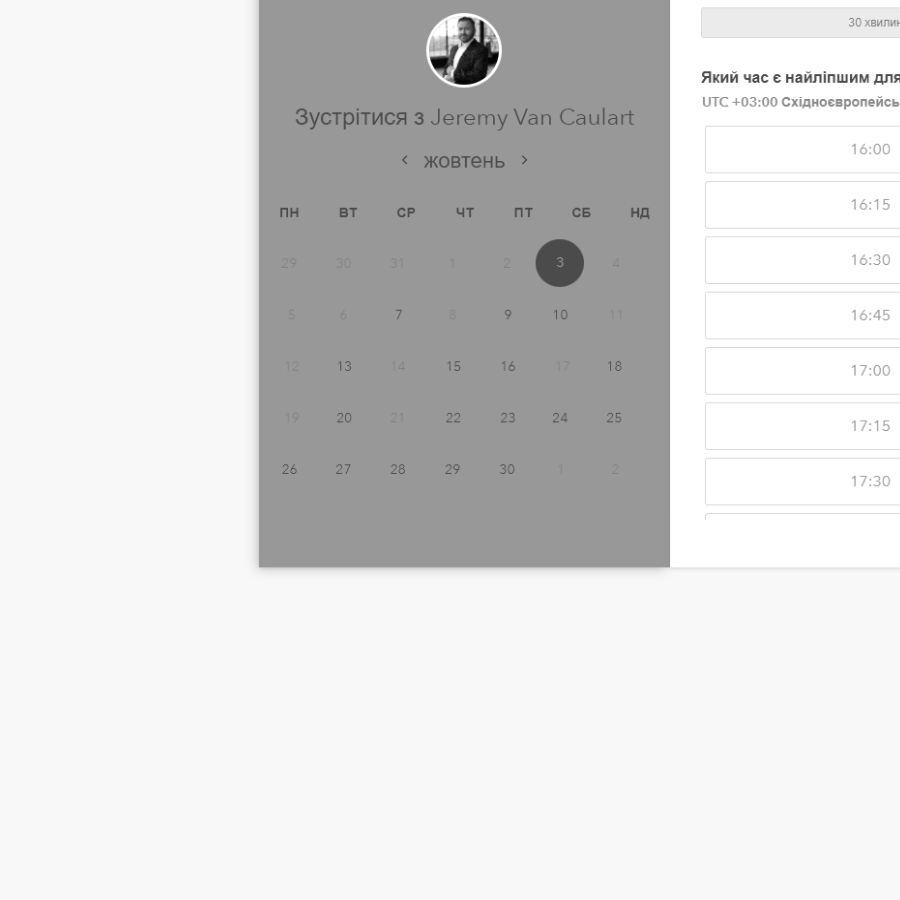 Зустрітися з Jeremy Van Caulart
жовтень
ПН ВТ СР ЧТ ПТ СБ НД
29 30 31 1 2 3 4
5 6 7 8 9 10 11
12 13 14 15 16 17 18
19 20 21 22 23 24 25
26 27 28 29 30 1 2
30 хвилин
Який час є найліпшим для
UTC +03:00 Східноєвропейсь
16:00
16:15
16:30
16:45
17:00
17:15
17:30